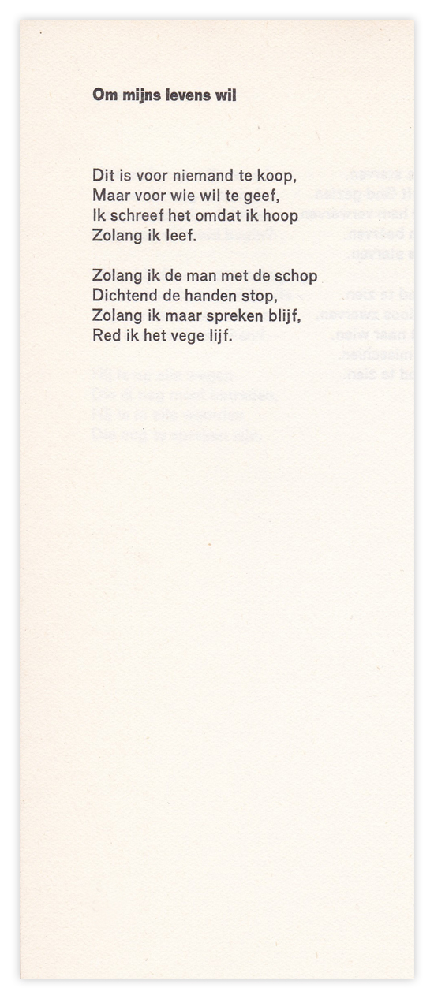 Om mijns levens wil
Dit is voor niemand te koop,
Maar voor wie wil te geef,
Ik schreef het omdat ik hoop
Zolang ik leef.
Zolang ik de man met de schop
Dichtend de handen stop,
Zolang ik maar spreken blijf,
Red ik het vege lijf.